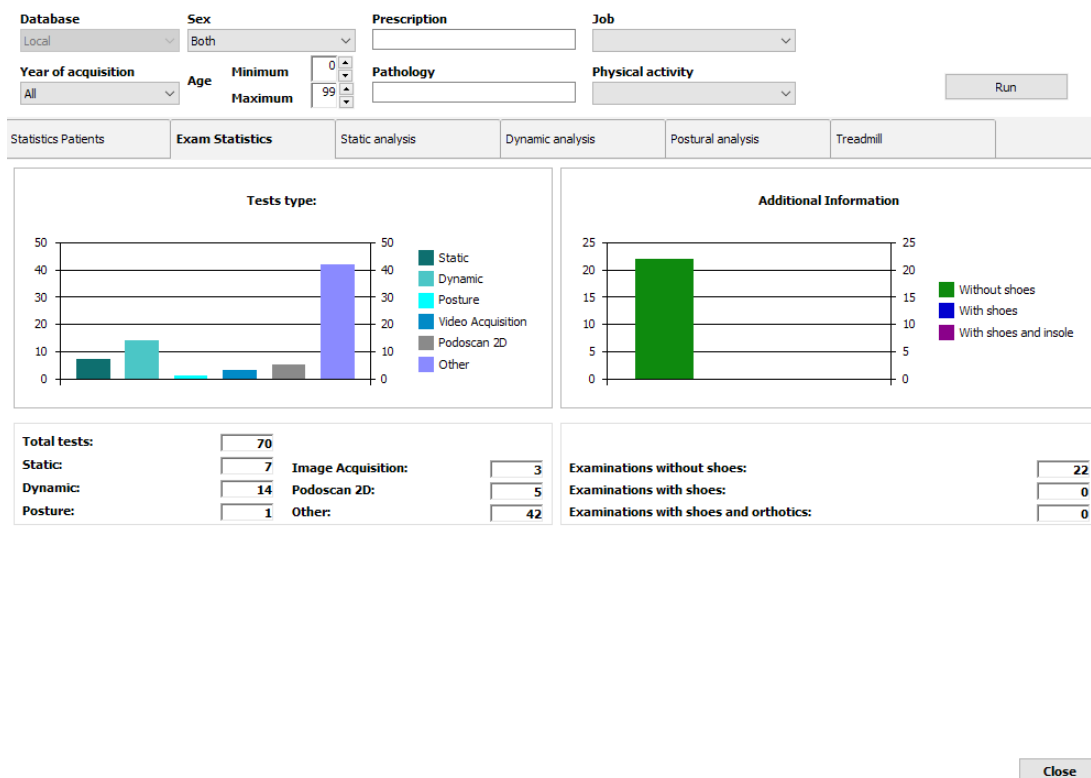 Database Sex Prescription Job
Local Both
Year of acquisition Age Minimum 0 Pathology Physical activity
All Maximum 99 Run
Statistics Patients Exam Statistics Static analysis Dynamic analysis Postural analysis Treadmill
Tests type:
50 50
40 40
30 30
20 20
10 10
0 0
Static
Dynamic
Posture
Video Acquisition
Podoscan 2D
Other
Additional Information
25 25
20 20
15 15
10 10
5 5
0 0
Without shoes
With shoes
With shoes and insole
Total tests: 70
Static: 7 Image Acquisition: 3
Dynamic: 14 Podoscan 2D: 5
Posture: 1 Other: 42
Examinations without shoes: 22
Examinations with shoes: 0
Examinations with shoes and orthotics: 0
Close